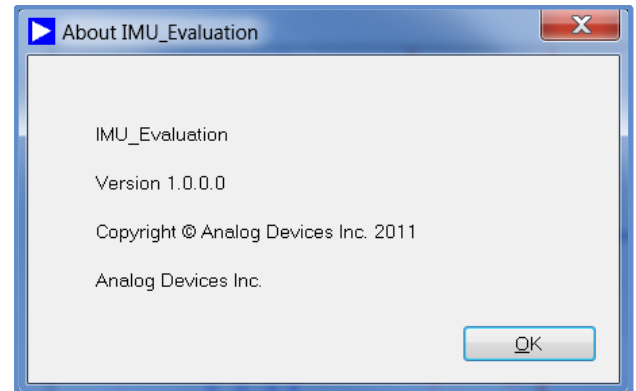 About IMU_Evaluation
IMU_Evaluation
Version 1.0.0.0
Copyright © Analog Devices Inc. 2011
Analog Devices Inc.
OK